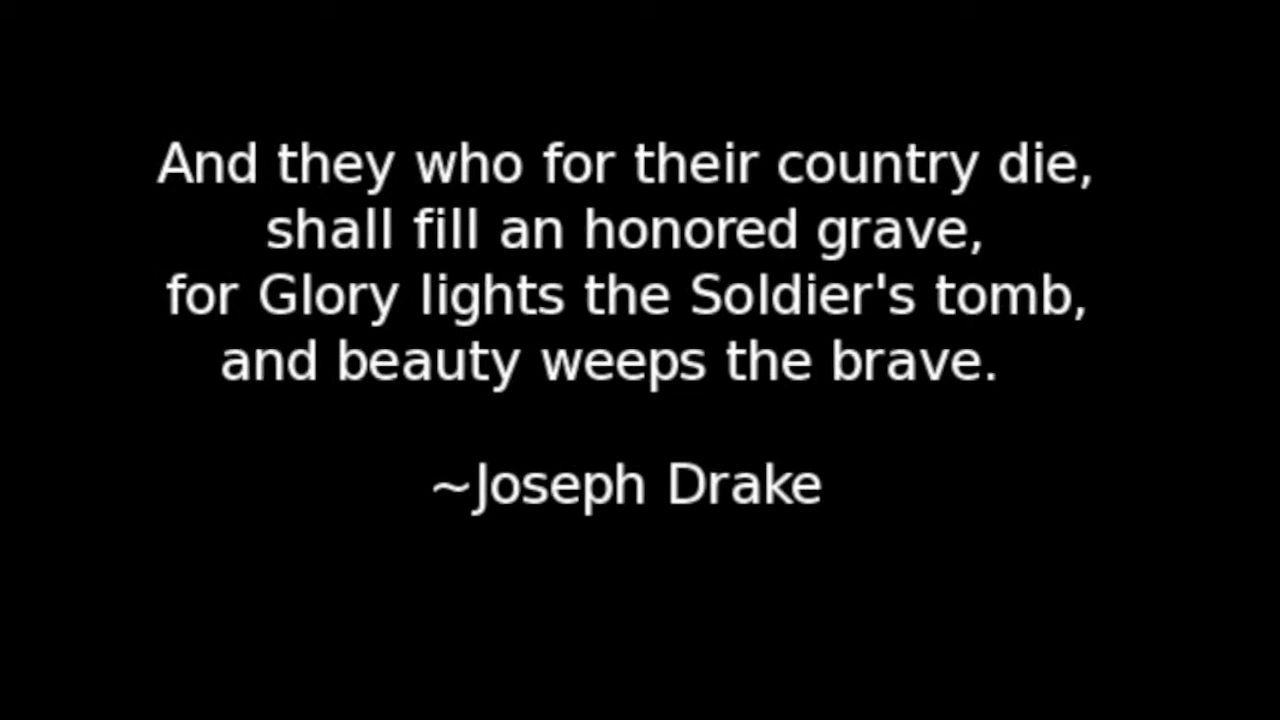 And they who for their country die,
shall fill an honored grave,
for Glory lights the Soldier's tomb,
and beauty weeps the brave.
~Joseph Drake